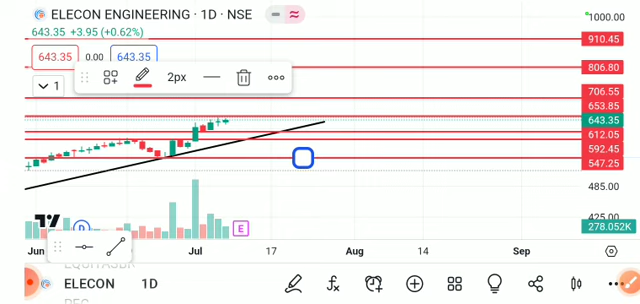 ELECON ENGINEERING · 1D · NSE
643.35 +3.95 (+0.62%)
643.35 0.00 643.35
2px
1
1000.00
910.45
806.80
706.55
653.85
643.35
612.05
592.45
547.25
485.00
425.00
278.052K
D
E
Jun Jul 17 Aug 14 Sep
ELECON 1D